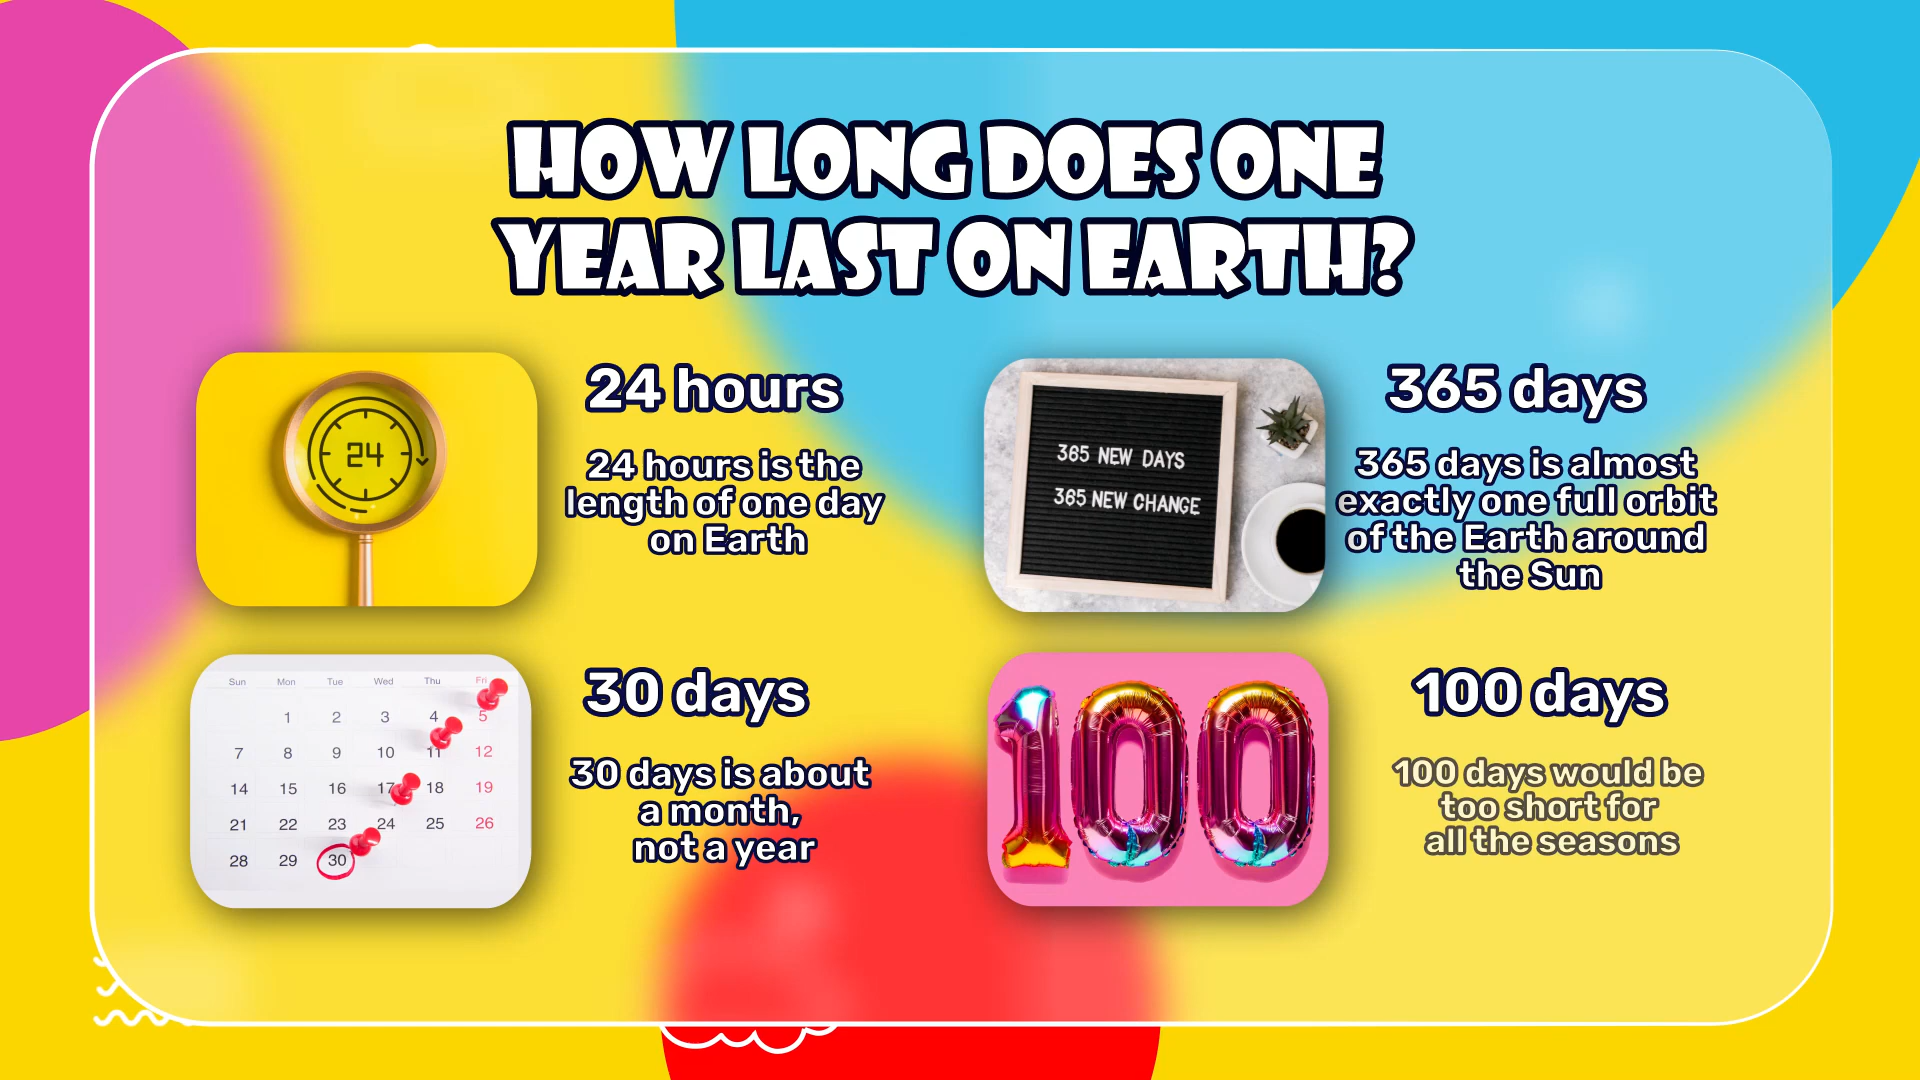 HOW LONG DOES ONE
YEAR LAST ON EARTH?
24
24 hours
24 hours is the
length of one day
on Earth
365 NEW DAYS
365 NEW CHANGE
365 days
365 days is almost
exactly one full orbit
of the Earth around
the Sun
Sun Mon Tue Wed Thu Fri
1 2 3 4 5
7 8 9 10 11 12
14 15 16 17 18 19
21 22 23 24 25 26
28 29 30
30 days
30 days is about
a month,
not a year
100
100 days
100 days would be
too short for
all the seasons